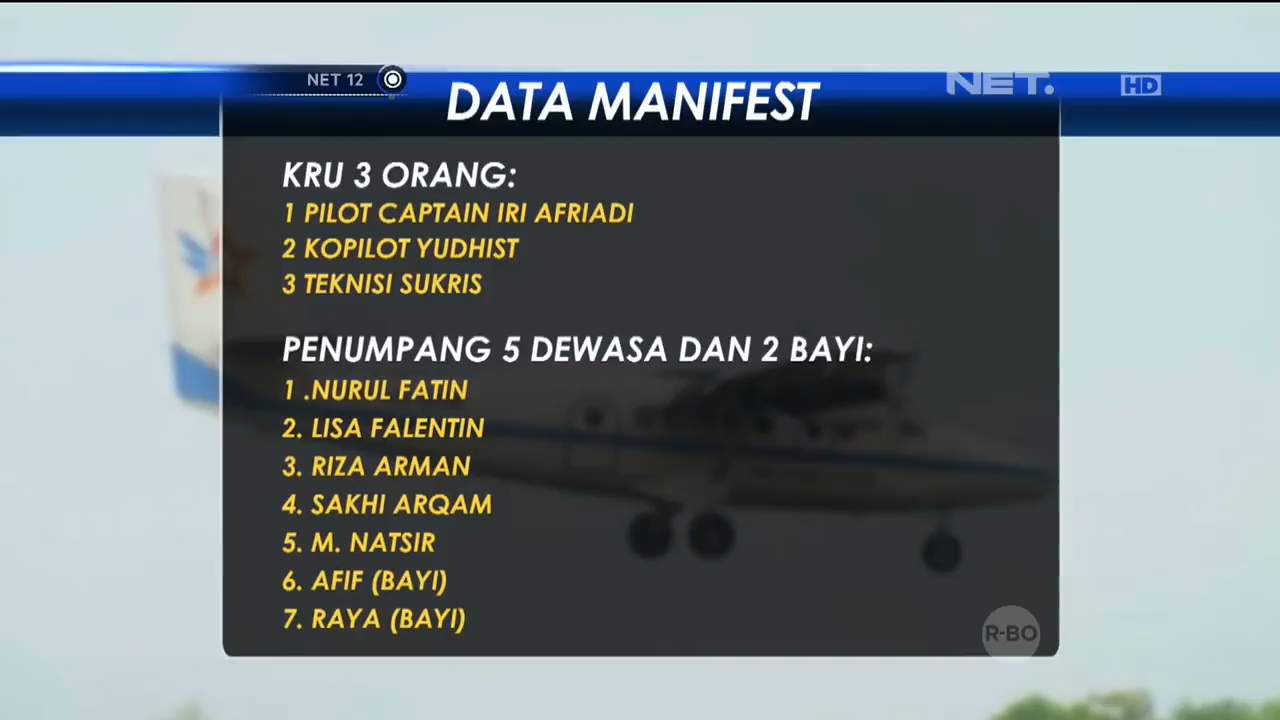 NET 12
NET.
HD
DATA MANIFEST
KRU 3 ORANG:
1 PILOT CAPTAIN IRI AFRIADI
2 KOPILOT YUDHIST
3 TEKNISI SUKRIS
PENUMPANG 5 DEWASA DAN 2 BAYI:
1 .NURUL FATIN
2. LISA FALENTIN
3. RIZA ARMAN
4. SAKHI ARQAM
5. M. NATSIR
6. AFIF (BAYI)
7. RAYA (BAYI)
R-BO